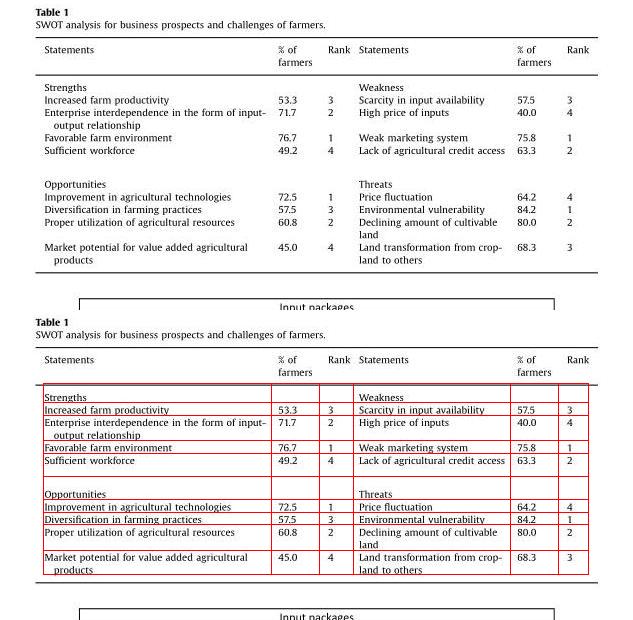 Table 1
SWOT analysis for business prospects and challenges of farmers.
Statements % of Rank Statements % of Rank
farmers farmers
Strengths Weakness
Increased farm productivity 53.3 3 Scarcity in input availability 57.5 3
Enterprise interdependence in the form of input- 71.7 2 High price of inputs 40.0 4
output relationship
Favorable farm environment 76.7 1 Weak marketing system 75.8 1
Sufficient workforce 49.2 4 Lack of agricultural credit access 63.3 2
Opportunities Threats
Improvement in agricultural technologies 72.5 1 Price fluctuation 64.2 4
Diversification in farming practices 57.5 3 Environmental vulnerability 84.2 1
Proper utilization of agricultural resources 60.8 2 Declining amount of cultivable 80.0 2
land
Market potential for value added agricultural 45.0 4 Land transformation from crop- 68.3 3
products land to others
Input packages
Table 1
SWOT analysis for business prospects and challenges of farmers.
Statements % of Rank Statements % of Rank
farmers farmers
Strengths Weakness
Increased farm productivity 53.3 3 Scarcity in input availability 57.5 3
Enterprise interdependence in the form of input- 71.7 2 High price of inputs 40.0 4
output relationship
Favorable farm environment 76.7 1 Weak marketing system 75.8 1
Sufficient workforce 49.2 4 Lack of agricultural credit access 63.3 2
Opportunities Threats
Improvement in agricultural technologies 72.5 1 Price fluctuation 64.2 4
Diversification in farming practices 57.5 3 Environmental vulnerability 84.2 1
Proper utilization of agricultural resources 60.8 2 Declining amount of cultivable 80.0 2
land
Market potential for value added agricultural 45.0 4 Land transformation from crop- 68.3 3
products land to others
Input packages